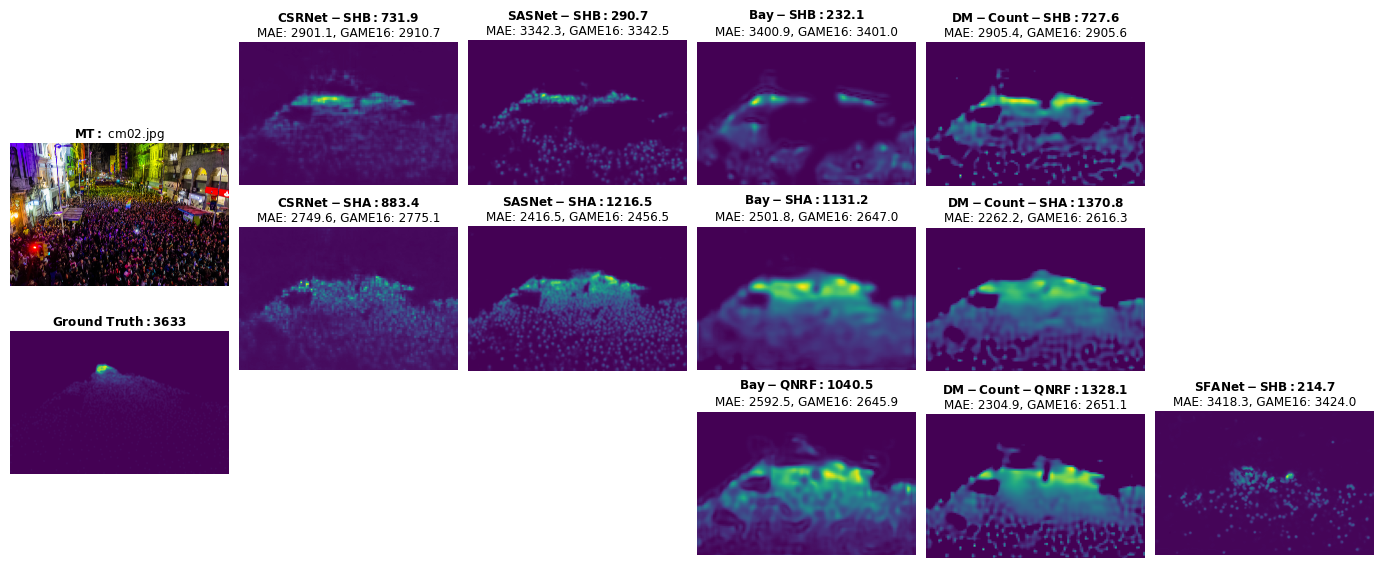 CSRNet − SHB : 731.9
MAE: 2901.1, GAME16: 2910.7
SASNet − SHB : 290.7
MAE: 3342.3, GAME16: 3342.5
Bay − SHB : 232.1
MAE: 3400.9, GAME16: 3401.0
DM − Count − SHB : 727.6
MAE: 2905.4, GAME16: 2905.6
MT : cm02.jpg
CSRNet − SHA : 883.4
MAE: 2749.6, GAME16: 2775.1
SASNet − SHA : 1216.5
MAE: 2416.5, GAME16: 2456.5
Bay − SHA : 1131.2
MAE: 2501.8, GAME16: 2647.0
DM − Count − SHA : 1370.8
MAE: 2262.2, GAME16: 2616.3
Ground Truth : 3633
Bay − QNRF : 1040.5
MAE: 2592.5, GAME16: 2645.9
DM − Count − QNRF : 1328.1
MAE: 2304.9, GAME16: 2651.1
SFANet − SHB : 214.7
MAE: 3418.3, GAME16: 3424.0